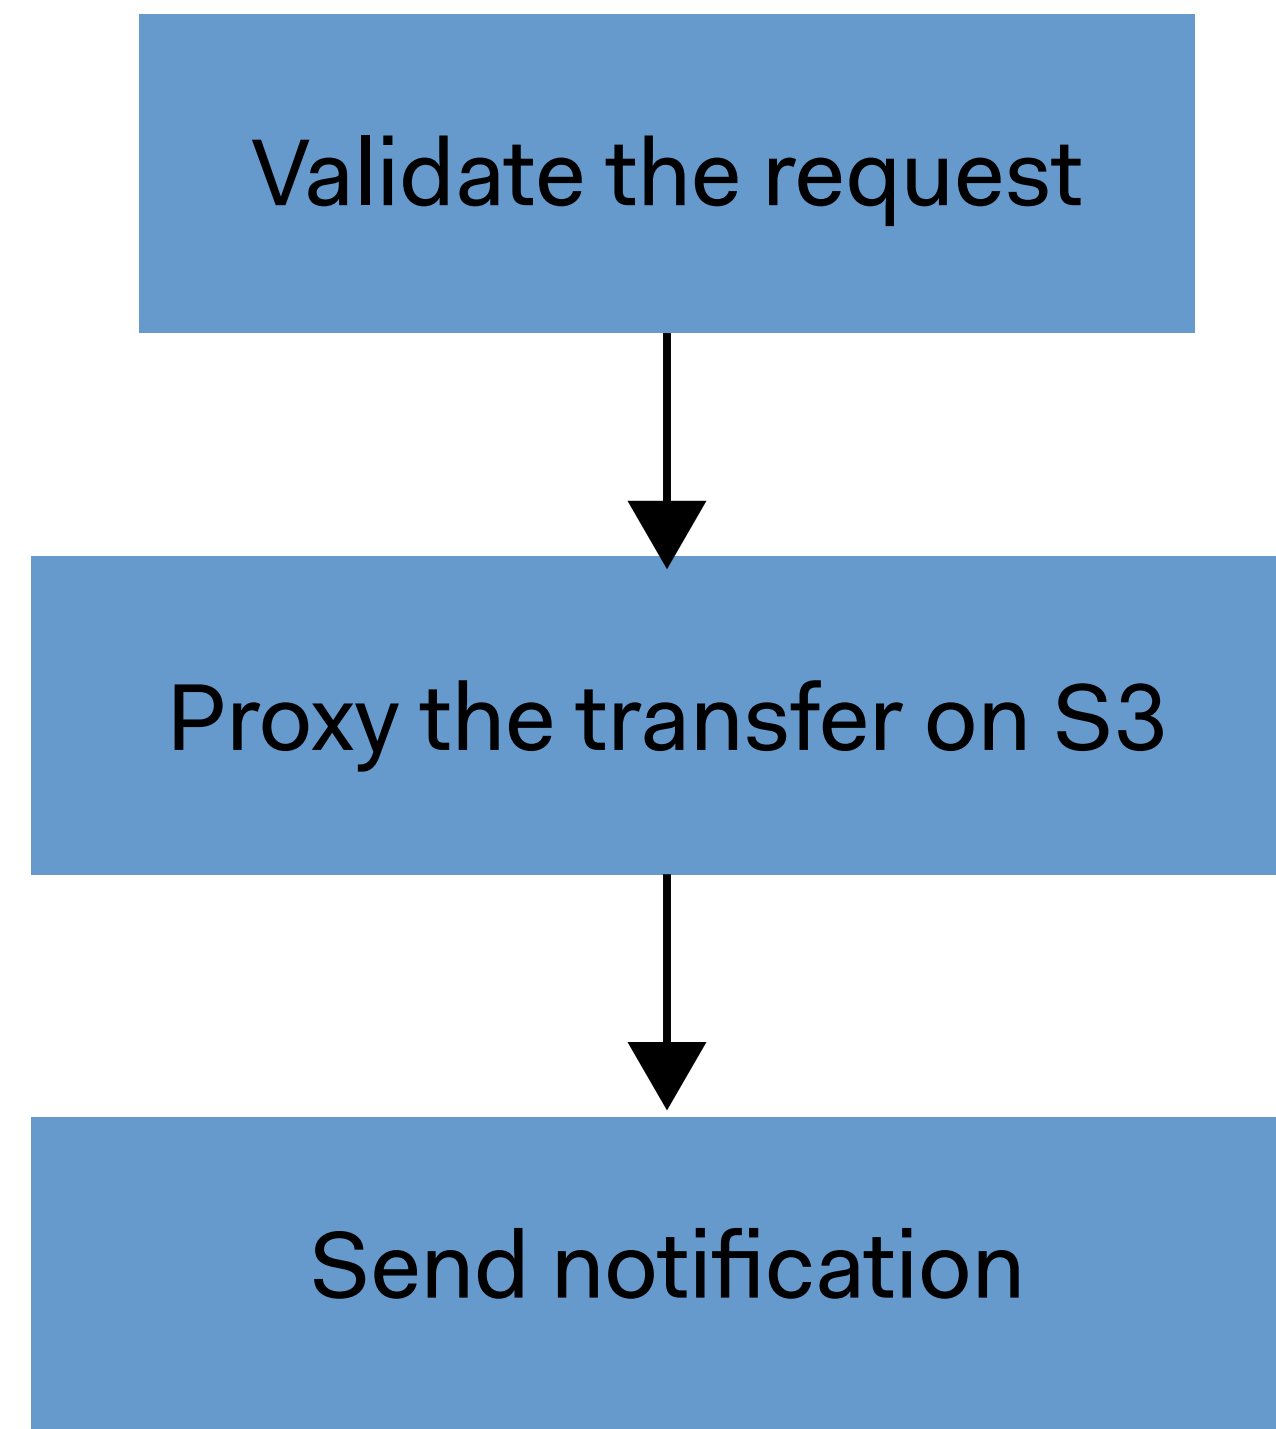 Validate the request
Proxy the transfer on S3
Send notification